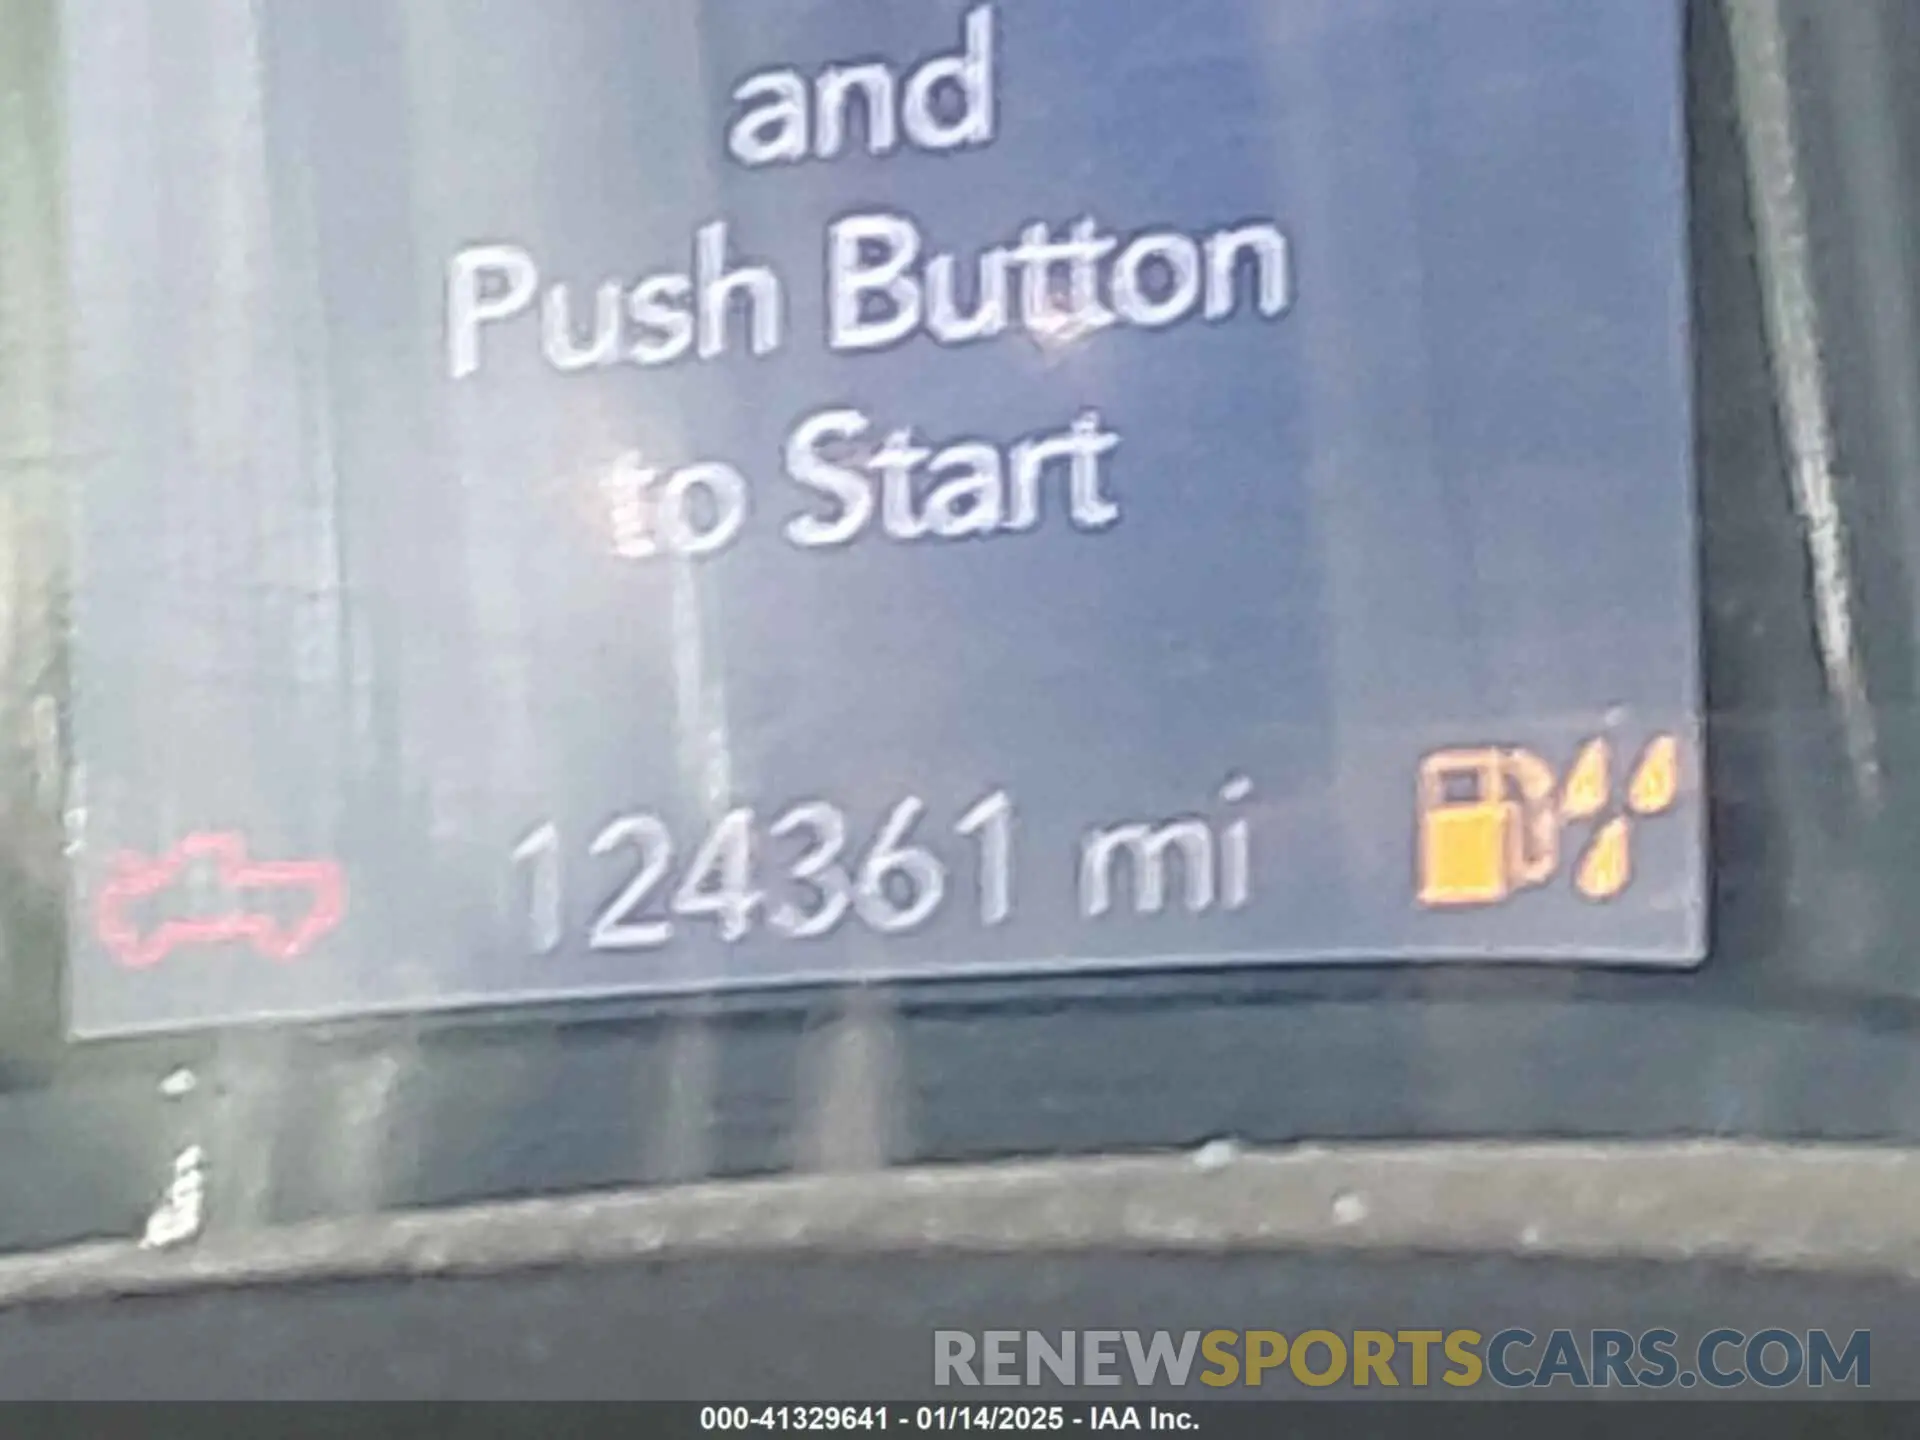 and
Push Button
to Start
124361 mi
RENEWSPORTSCARS.COM
000-41329641 - 01/14/2025 - IAA Inc.